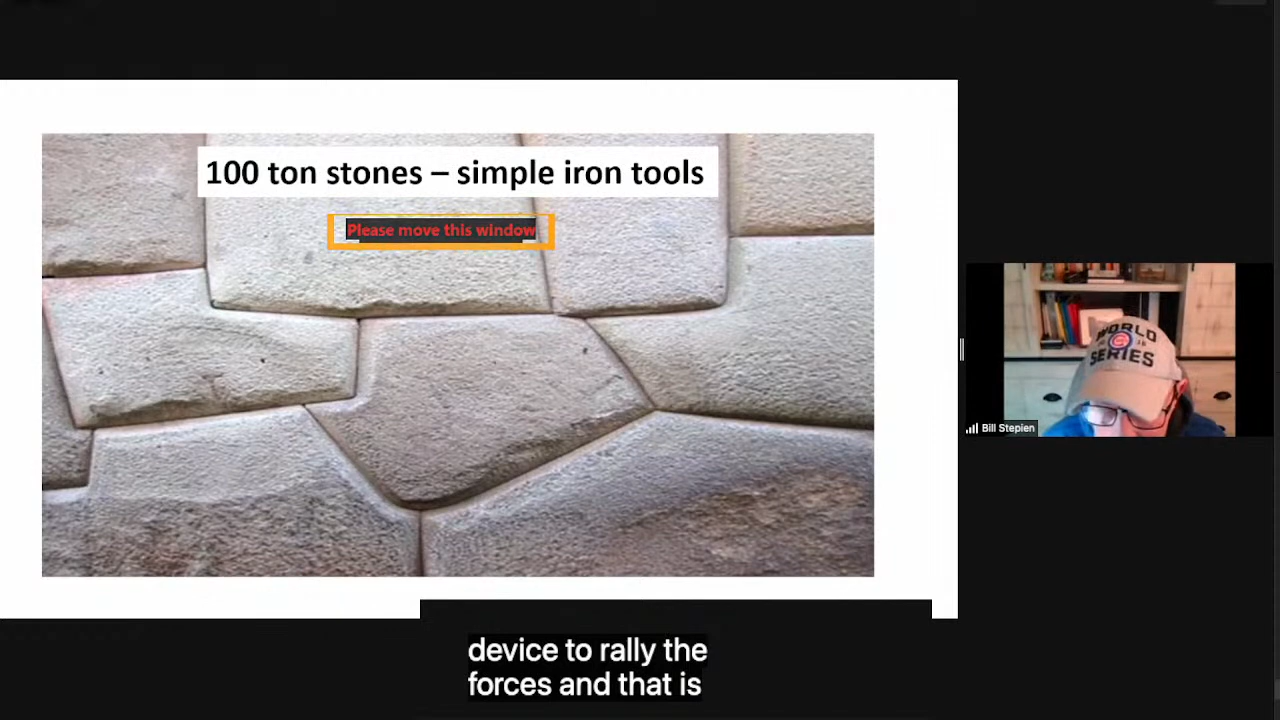 100 ton stones – simple iron tools
Please move this window
WORLD
SERIES
Bill Stepien
device to rally the
forces and that is